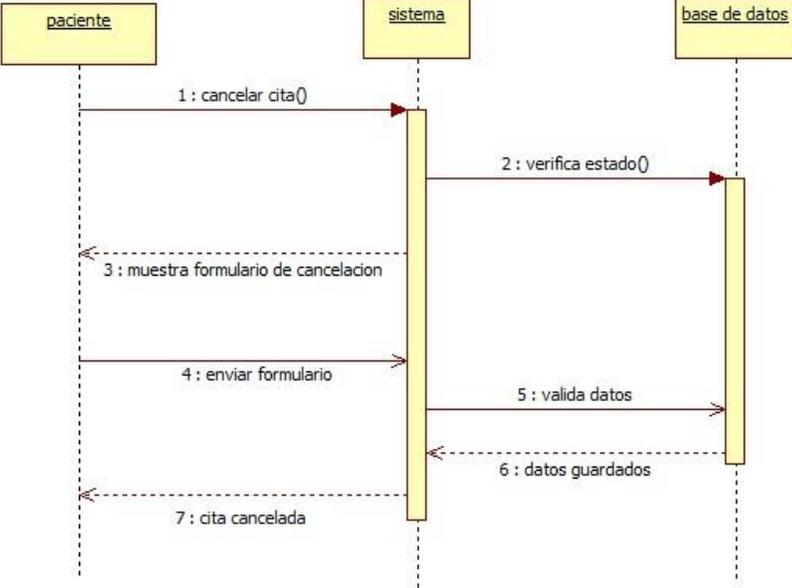 paciente
sistema
base de datos
1 : cancelar cita()
2 : verifica estado()
3 : muestra formulario de cancelacion
4 : enviar formulario
5 : valida datos
6 : datos guardados
7 : cita cancelada